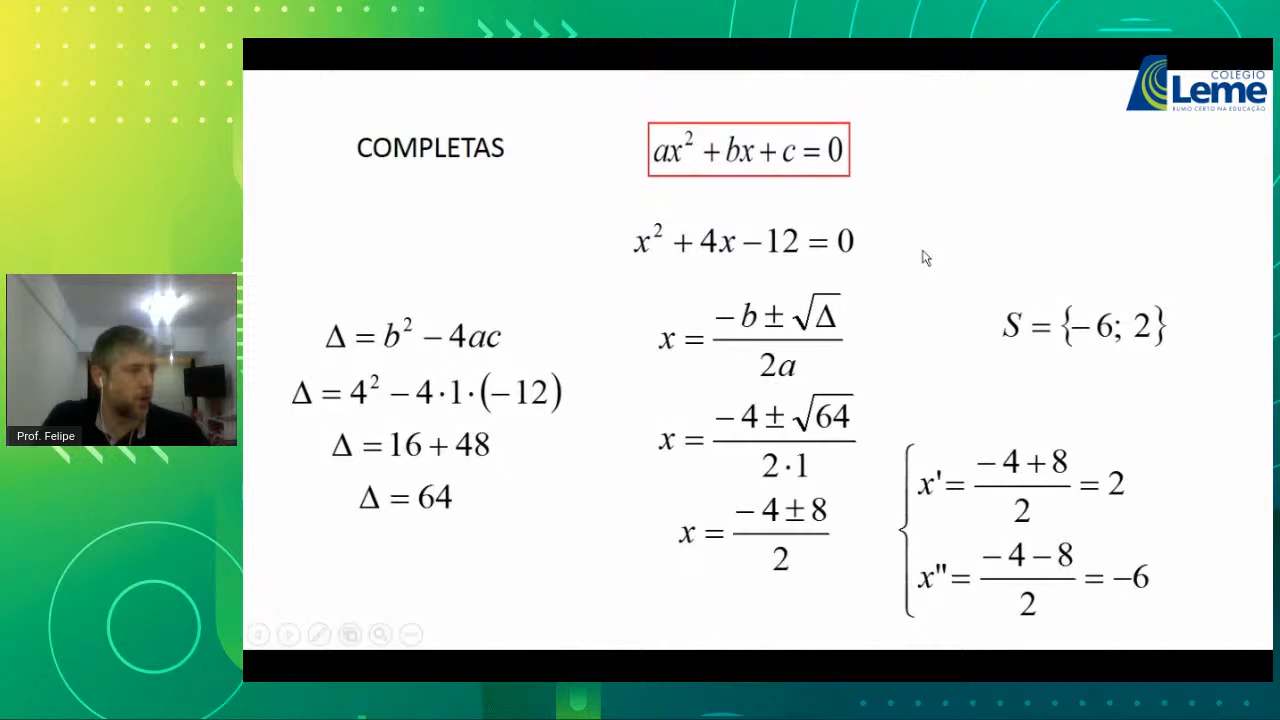 COLÉGIO
Leme
RUMO CERTO NA EDUCAÇÃO
COMPLETAS
ax² + bx + c = 0
x² + 4x − 12 = 0
Δ = b² − 4ac
Δ = 4² − 4·1·(−12)
Δ = 16 + 48
Δ = 64
x = (−b ± √Δ) / 2a
x = (−4 ± √64) / 2·1
x = (−4 ± 8) / 2
S = {−6; 2}
x' = (−4 + 8) / 2 = 2
x'' = (−4 − 8) / 2 = −6
Prof. Felipe